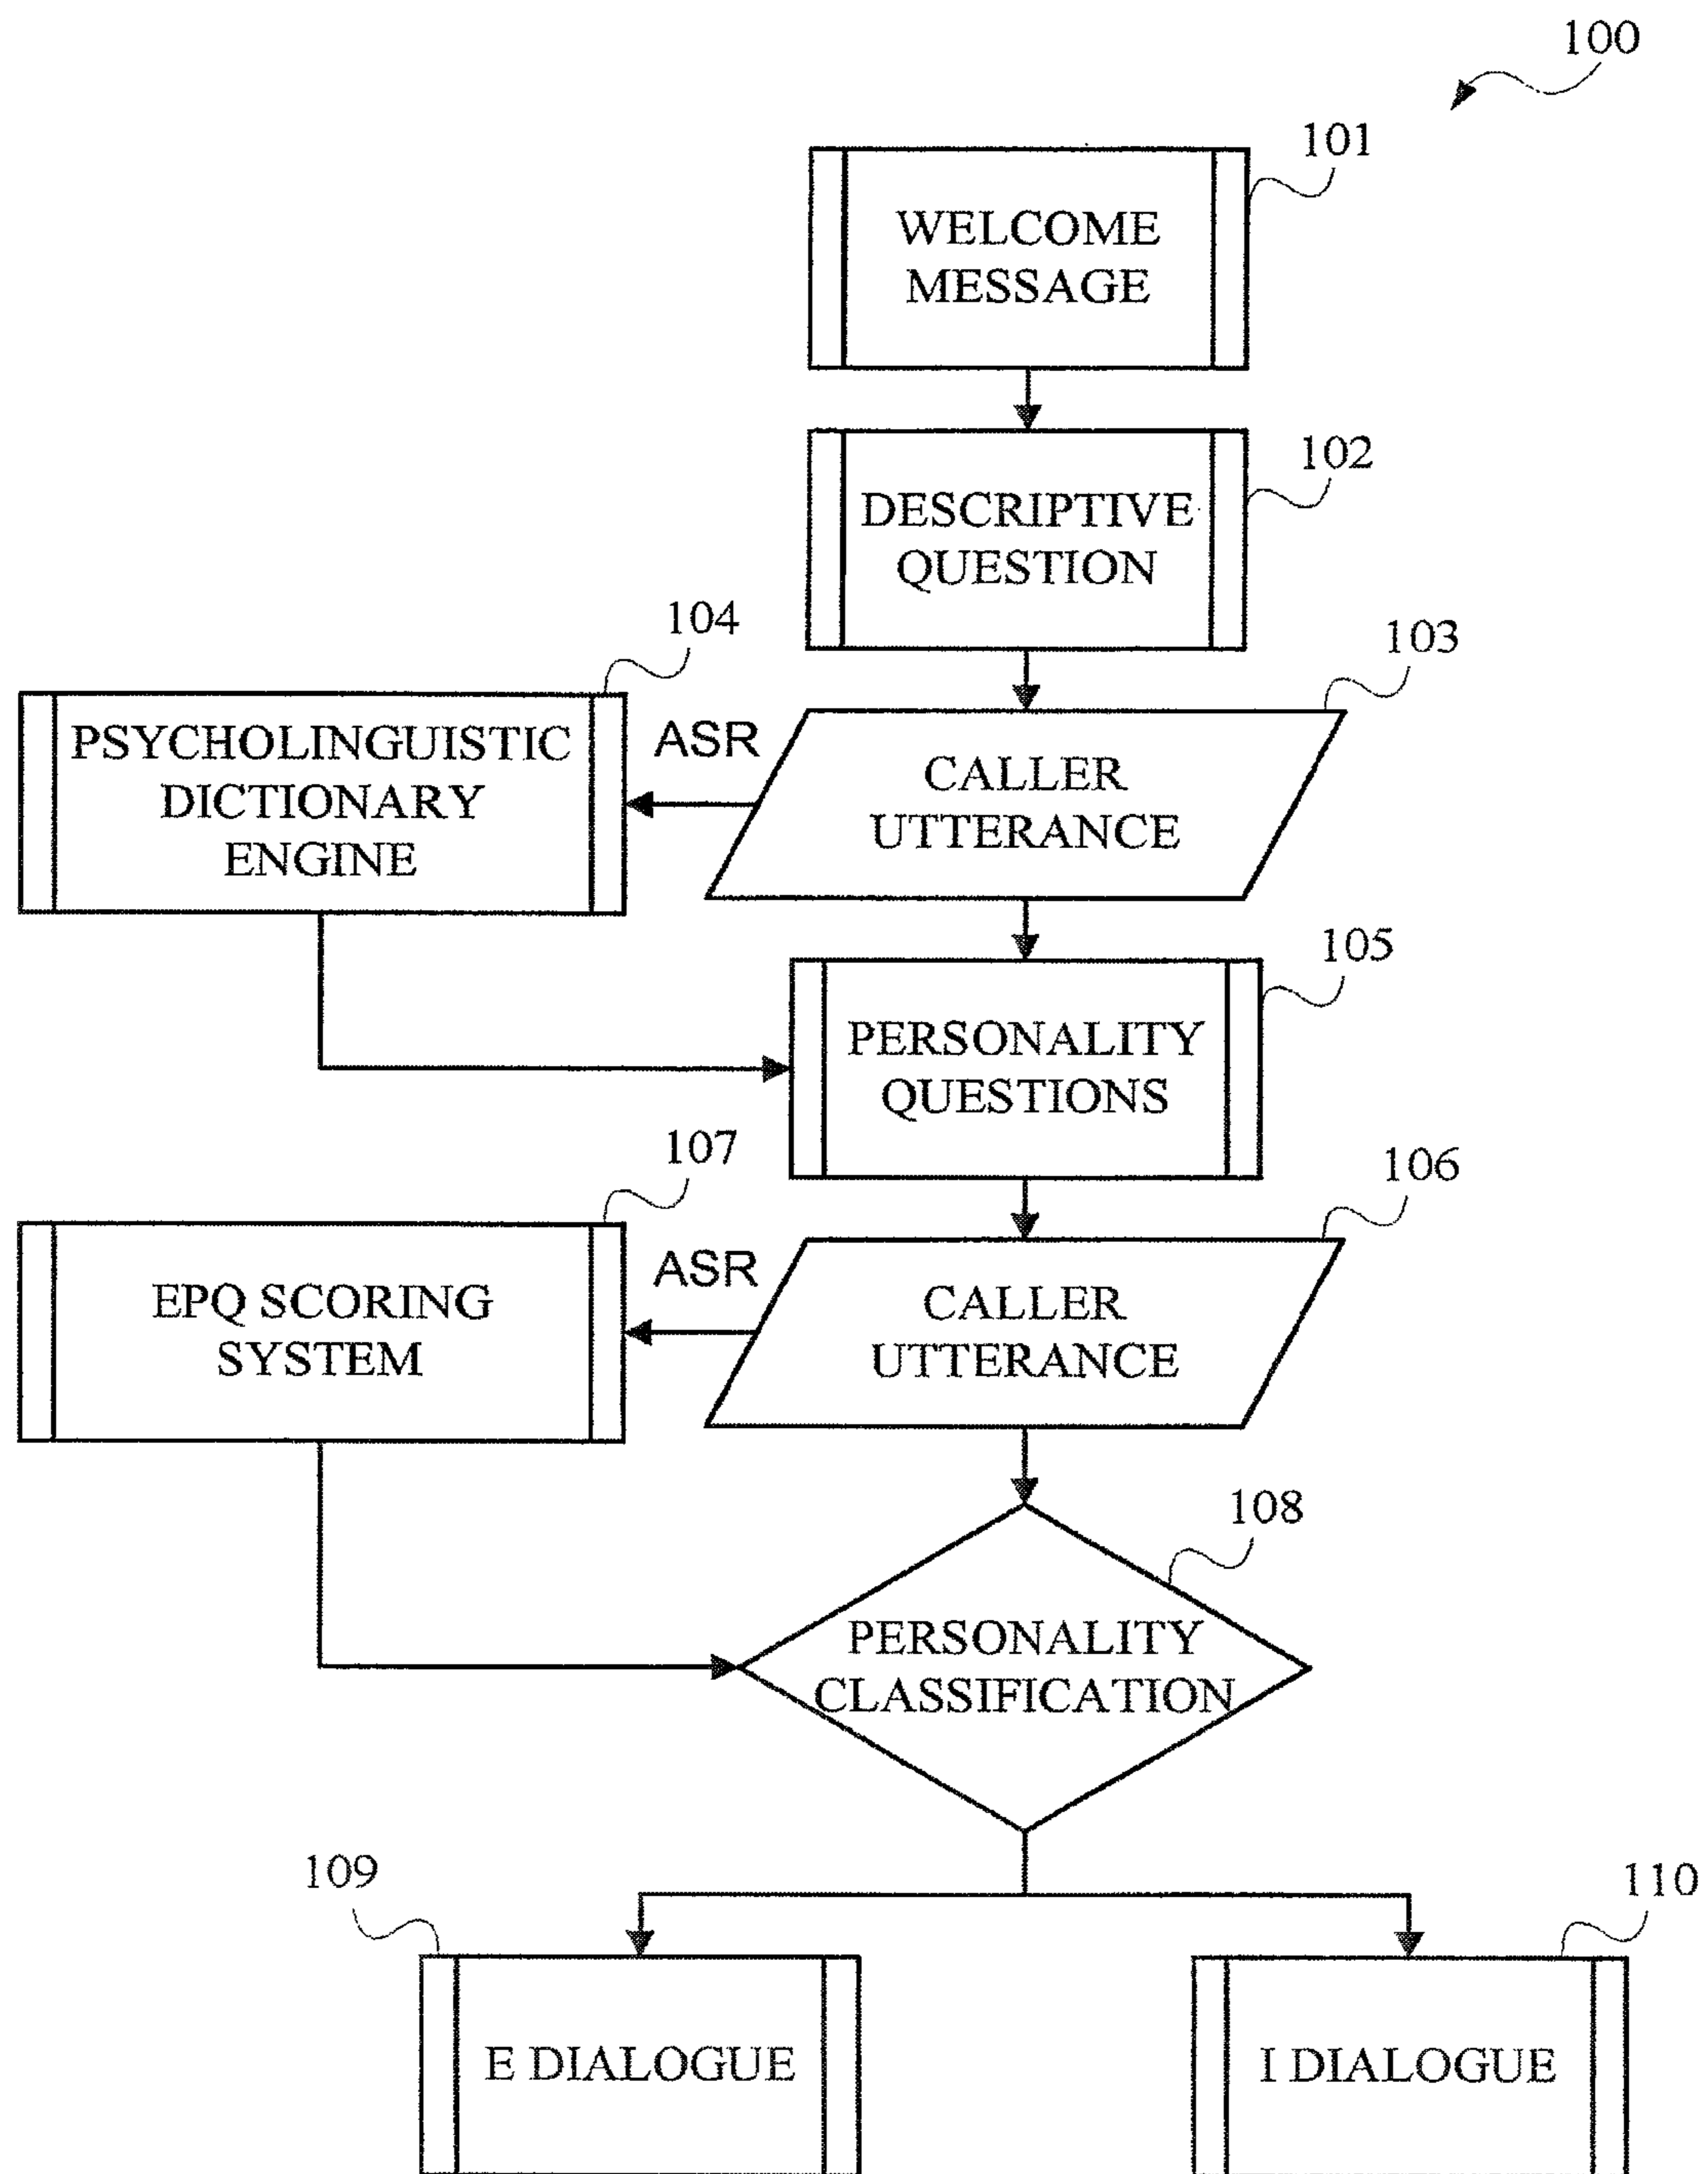 100
101
WELCOME
MESSAGE
102
DESCRIPTIVE
QUESTION
103
CALLER
UTTERANCE
ASR
104
PSYCHOLINGUISTIC
DICTIONARY
ENGINE
105
PERSONALITY
QUESTIONS
106
CALLER
UTTERANCE
ASR
107
EPQ SCORING
SYSTEM
108
PERSONALITY
CLASSIFICATION
109
E DIALOGUE
110
I DIALOGUE